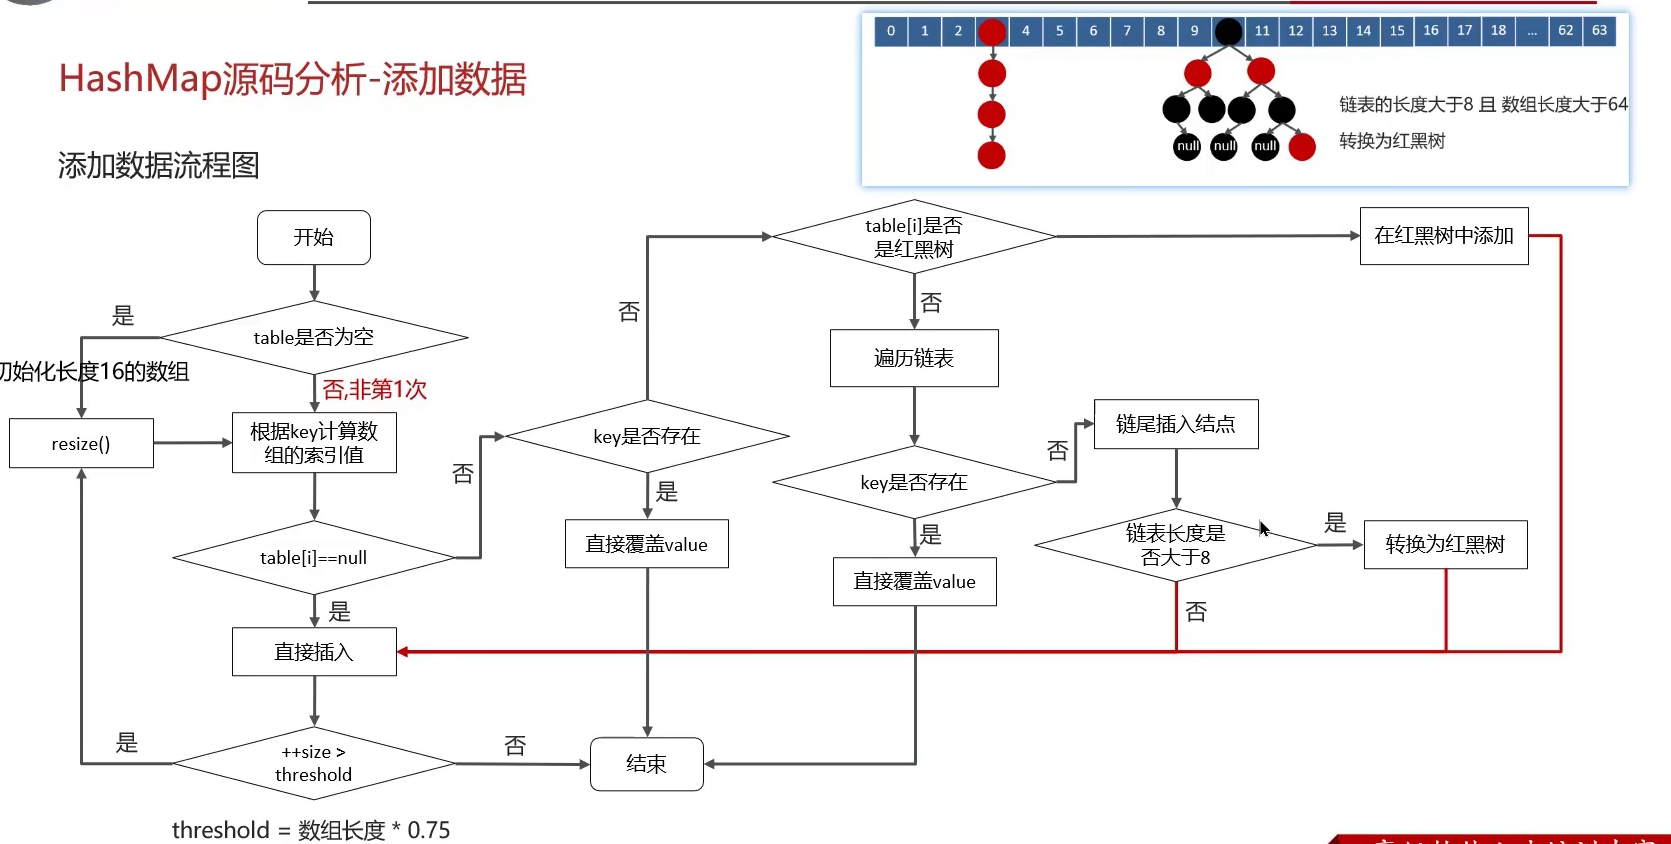 0 1 2 4 5 6 7 8 9 11 12 13 14 15 16 17 18 ... 62 63
HashMap源码分析-添加数据
链表的长度大于8 且 数组长度大于64
转换为红黑树
null null null
添加数据流程图
开始
table是否为空
是
初始化长度16的数组
否,非第1次
resize()
根据key计算数
组的索引值
table[i]==null
否
是
直接插入
++size >
threshold
是
否
threshold = 数组长度 * 0.75
key是否存在
否
是
直接覆盖value
结束
table[i]是否
是红黑树
在红黑树中添加
否
遍历链表
key是否存在
否
是
直接覆盖value
链尾插入结点
链表长度是
否大于8
是
否
转换为红黑树